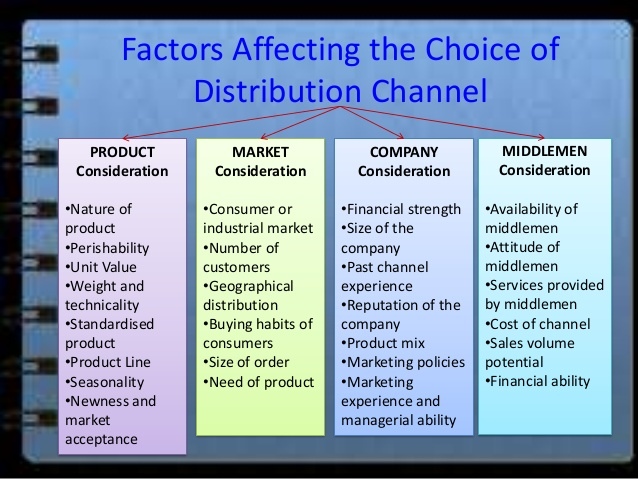 Factors Affecting the Choice of
Distribution Channel
PRODUCT
Consideration
•Nature of
product
•Perishability
•Unit Value
•Weight and
technicality
•Standardised
product
•Product Line
•Seasonality
•Newness and
market
acceptance
MARKET
Consideration
•Consumer or
industrial market
•Number of
customers
•Geographical
distribution
•Buying habits of
consumers
•Size of order
•Need of product
COMPANY
Consideration
•Financial strength
•Size of the
company
•Past channel
experience
•Reputation of the
company
•Product mix
•Marketing policies
•Marketing
experience and
managerial ability
MIDDLEMEN
Consideration
•Availability of
middlemen
•Attitude of
middlemen
•Services provided
by middlemen
•Cost of channel
•Sales volume
potential
•Financial ability